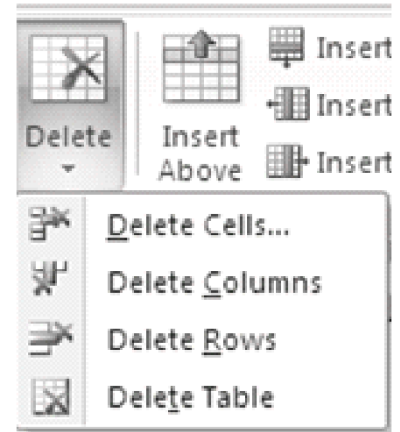 Delete
Insert
Above
Insert
Insert
Insert
Delete Cells...
Delete Columns
Delete Rows
Delete Table